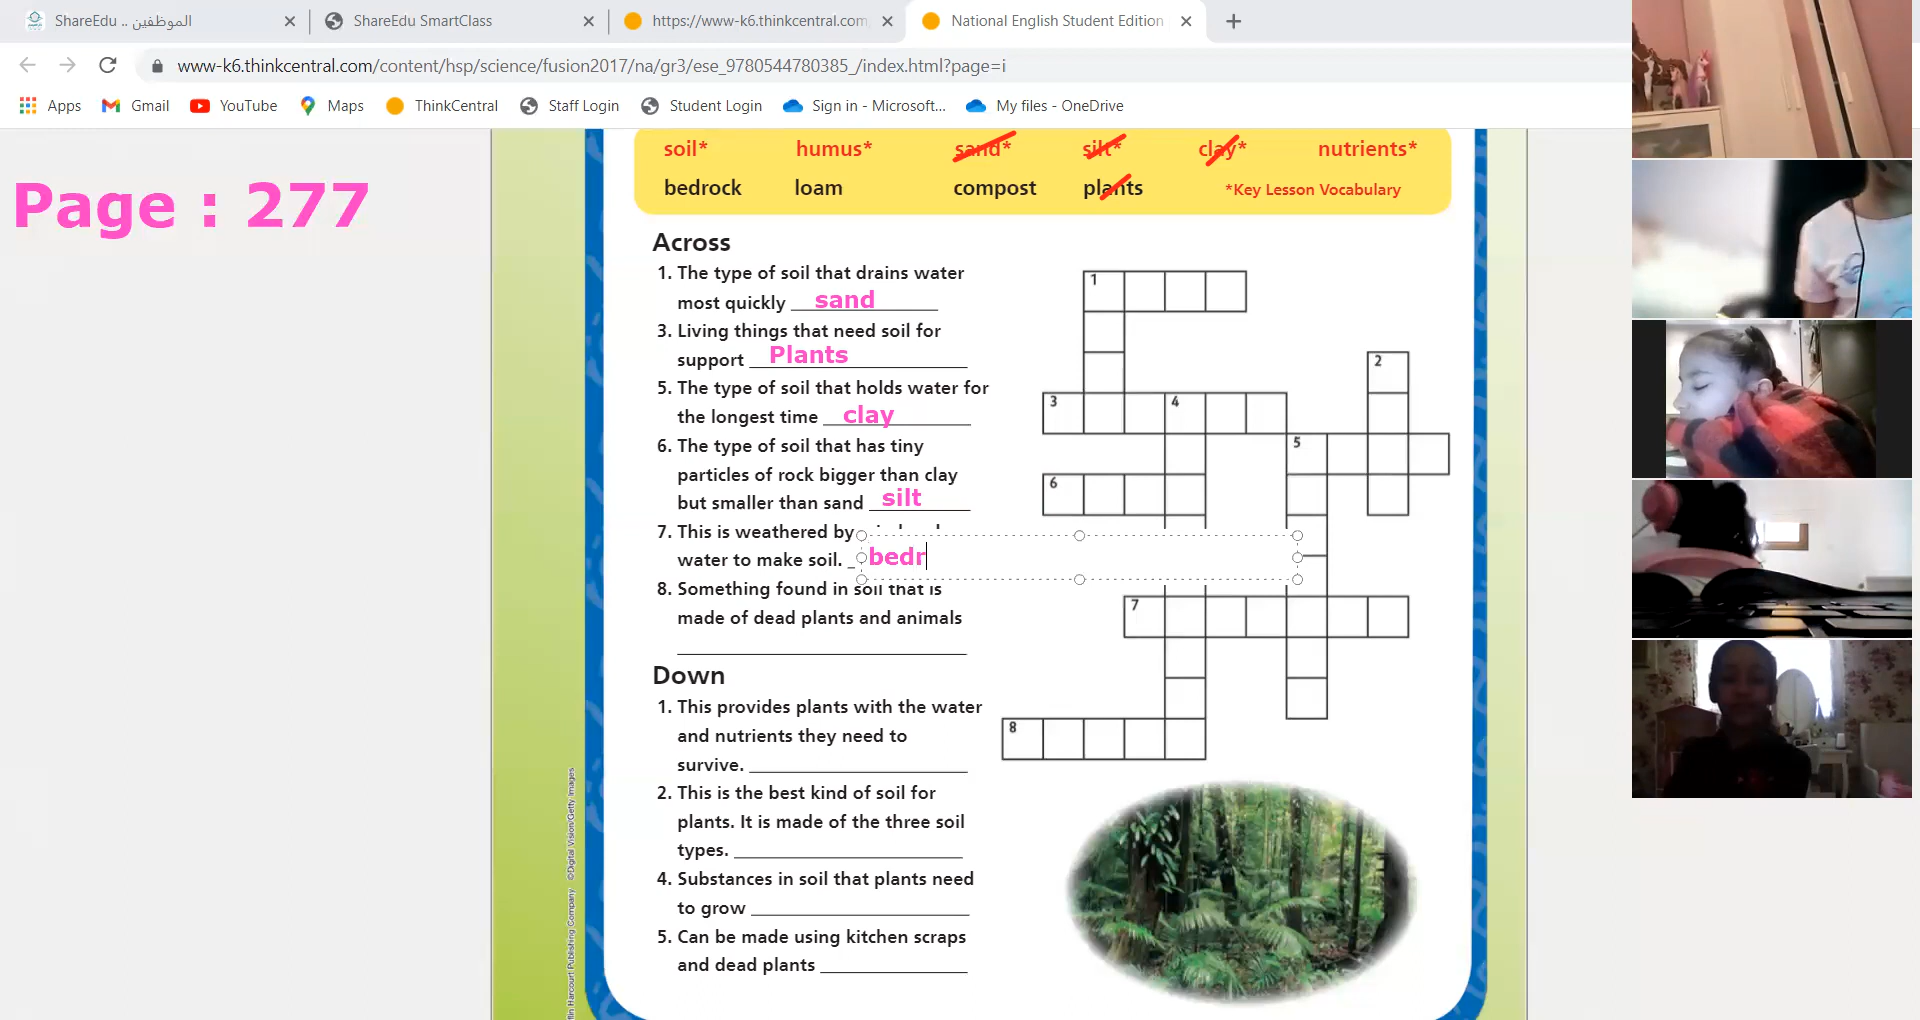 ShareEdu .. الموظفين
ShareEdu SmartClass
https://www-k6.thinkcentral.com
National English Student Edition
www-k6.thinkcentral.com/content/hsp/science/fusion2017/na/gr3/ese_9780544780385_/index.html?page=i
Apps Gmail YouTube Maps ThinkCentral Staff Login Student Login Sign in - Microsoft... My files - OneDrive
soil* humus* sand* silt* clay* nutrients*
bedrock loam compost plants *Key Lesson Vocabulary
Page : 277
Across
1. The type of soil that drains water
most quickly sand
3. Living things that need soil for
support Plants
5. The type of soil that holds water for
the longest time clay
6. The type of soil that has tiny
particles of rock bigger than clay
but smaller than sand silt
7. This is weathered by
water to make soil. bedr
8. Something found in soil that is
made of dead plants and animals
Down
1. This provides plants with the water
and nutrients they need to
survive.
2. This is the best kind of soil for
plants. It is made of the three soil
types.
4. Substances in soil that plants need
to grow
5. Can be made using kitchen scraps
and dead plants
1
2
3 4
5
6
7
8
Harcourt Publishing Company ©Digital Vision/Getty Images